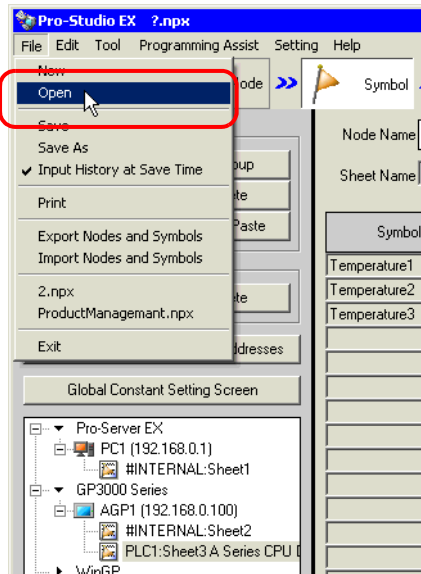 Pro-Studio EX ?.npx
File Edit Tool Programming Assist Setting Help
New
Open
ode
Symbol
Save
Save As
Input History at Save Time
Print
Export Nodes and Symbols
Import Nodes and Symbols
2.npx
ProductManagemant.npx
Exit
oup
te
Paste
te
ddresses
Node Name
Sheet Name
Symbol
Temperature1
Temperature2
Temperature3
Global Constant Setting Screen
Pro-Server EX
PC1 (192.168.0.1)
#INTERNAL:Sheet1
GP3000 Series
AGP1 (192.168.0.100)
#INTERNAL:Sheet2
PLC1:Sheet3 A Series CPU D
WinGP